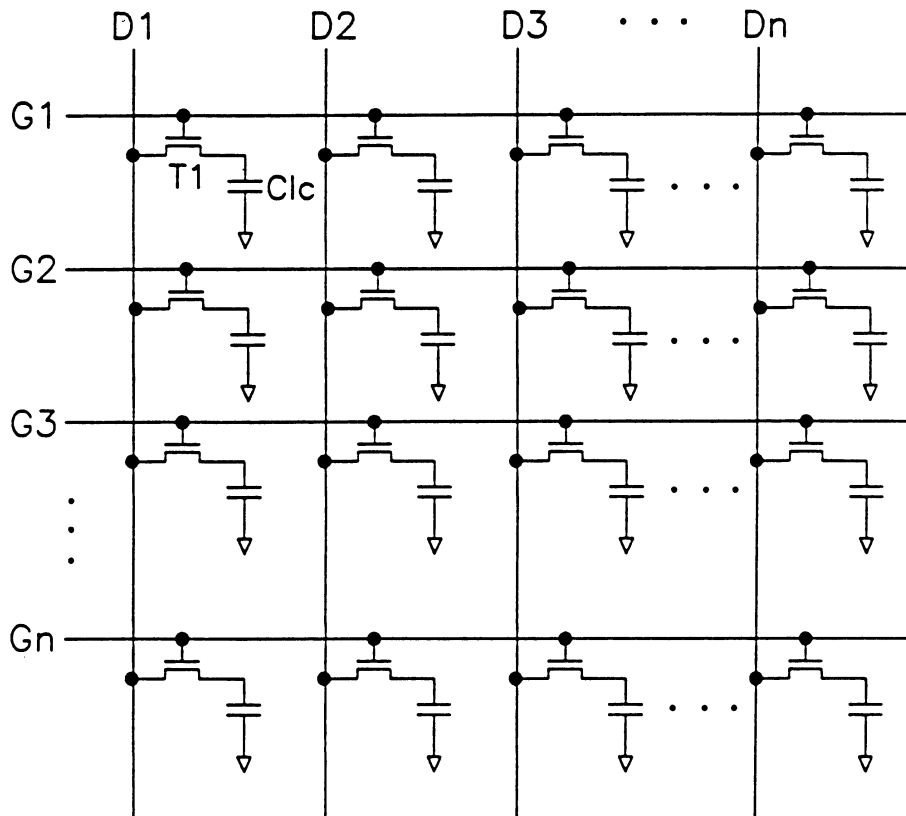 D1 D2 D3 . . . Dn
G1
T1 Clc . . .
G2
. . .
G3
. . .
Gn
. . .